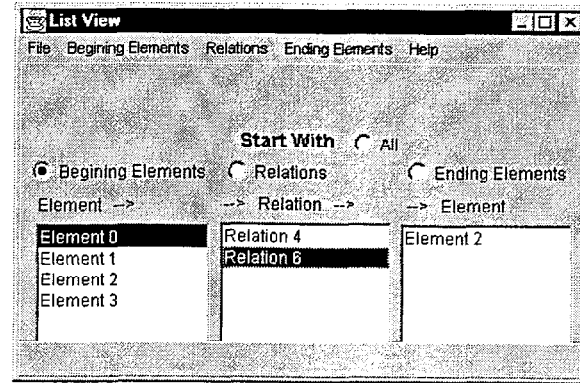 List View
File Begining Elements Relations Ending Elements Help
Start With All
Begining Elements Relations Ending Elements
Element --> --> Relation --> --> Element
Element 0 Relation 4 Element 2
Element 1 Relation 6
Element 2
Element 3